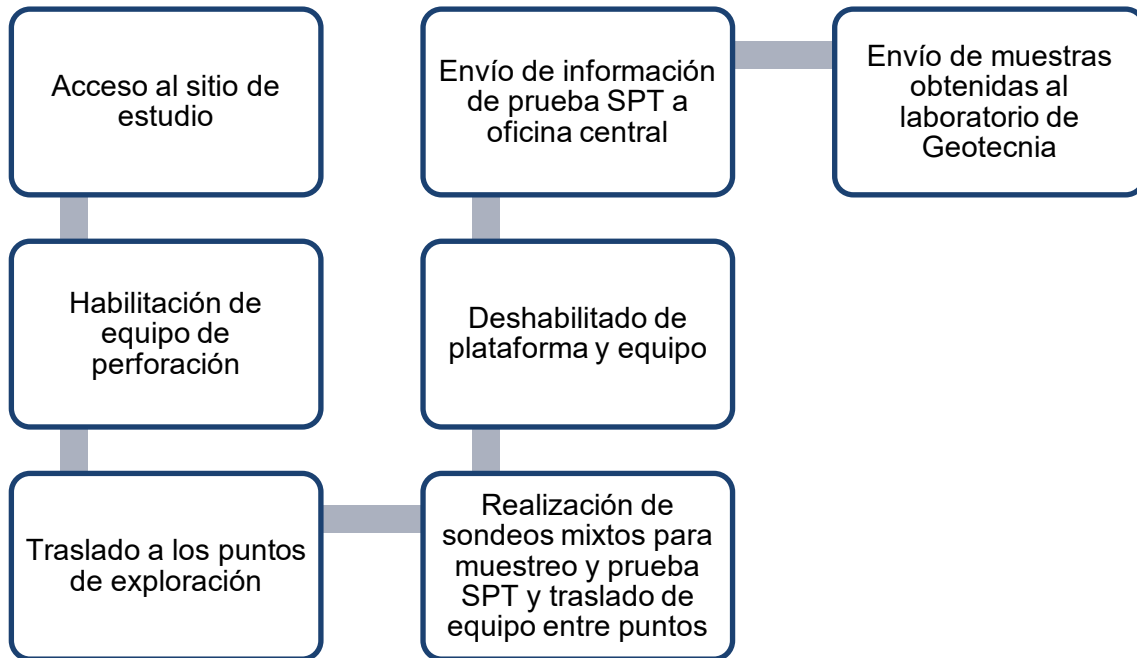 Acceso al sitio de
estudio
Habilitación de
equipo de
perforación
Traslado a los puntos
de exploración
Realización de
sondeos mixtos para
muestreo y prueba
SPT y traslado de
equipo entre puntos
Deshabilitado de
plataforma y equipo
Envío de información
de prueba SPT a
oficina central
Envío de muestras
obtenidas al
laboratorio de
Geotecnia